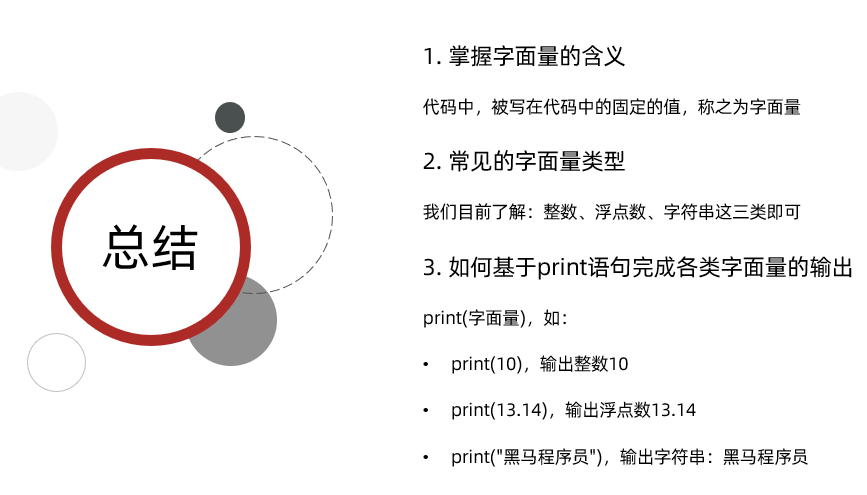 总结
1. 掌握字面量的含义
代码中，被写在代码中的固定的值，称之为字面量
2. 常见的字面量类型
我们目前了解：整数、浮点数、字符串这三类即可
3. 如何基于print语句完成各类字面量的输出
print(字面量)，如：
• print(10)，输出整数10
• print(13.14)，输出浮点数13.14
• print("黑马程序员")，输出字符串：黑马程序员